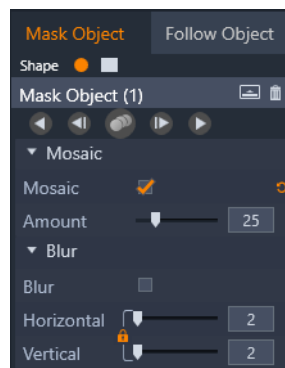 Mask Object Follow Object
Shape
Mask Object (1)
Mosaic
Mosaic
Amount 25
Blur
Blur
Horizontal 2
Vertical 2